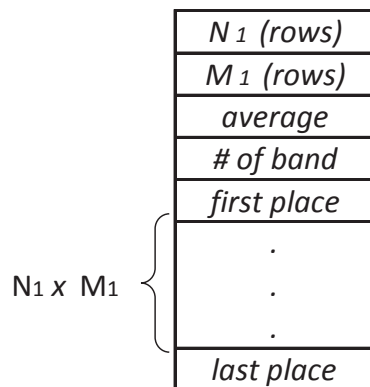 N 1 (rows)
M 1 (rows)
average
# of band
first place
.
.
.
N1 x M1
last place